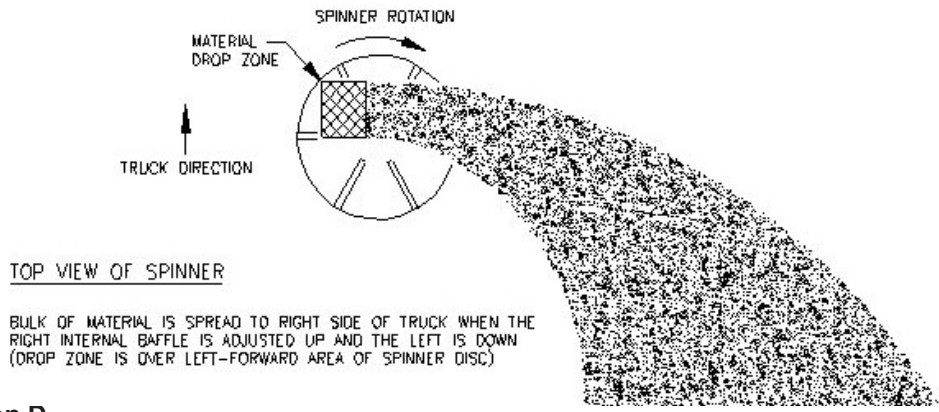 SPINNER ROTATION
MATERIAL
DROP ZONE
TRUCK DIRECTION
TOP VIEW OF SPINNER
BULK OF MATERIAL IS SPREAD TO RIGHT SIDE OF TRUCK WHEN THE
RIGHT INTERNAL BAFFLE IS ADJUSTED UP AND THE LEFT IS DOWN
(DROP ZONE IS OVER LEFT-FORWARD AREA OF SPINNER DISC)